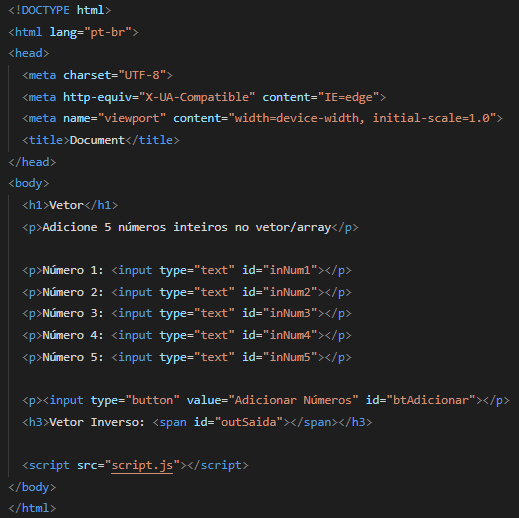 <!DOCTYPE html>
<html lang="pt-br">
<head>
<meta charset="UTF-8">
<meta http-equiv="X-UA-Compatible" content="IE=edge">
<meta name="viewport" content="width=device-width, initial-scale=1.0">
<title>Document</title>
</head>
<body>
<h1>Vetor</h1>
<p>Adicione 5 números inteiros no vetor/array</p>
<p>Número 1: <input type="text" id="inNum1"></p>
<p>Número 2: <input type="text" id="inNum2"></p>
<p>Número 3: <input type="text" id="inNum3"></p>
<p>Número 4: <input type="text" id="inNum4"></p>
<p>Número 5: <input type="text" id="inNum5"></p>
<p><input type="button" value="Adicionar Números" id="btAdicionar"></p>
<h3>Vetor Inverso: <span id="outSaida"></span></h3>
<script src="script.js"></script>
</body>
</html>